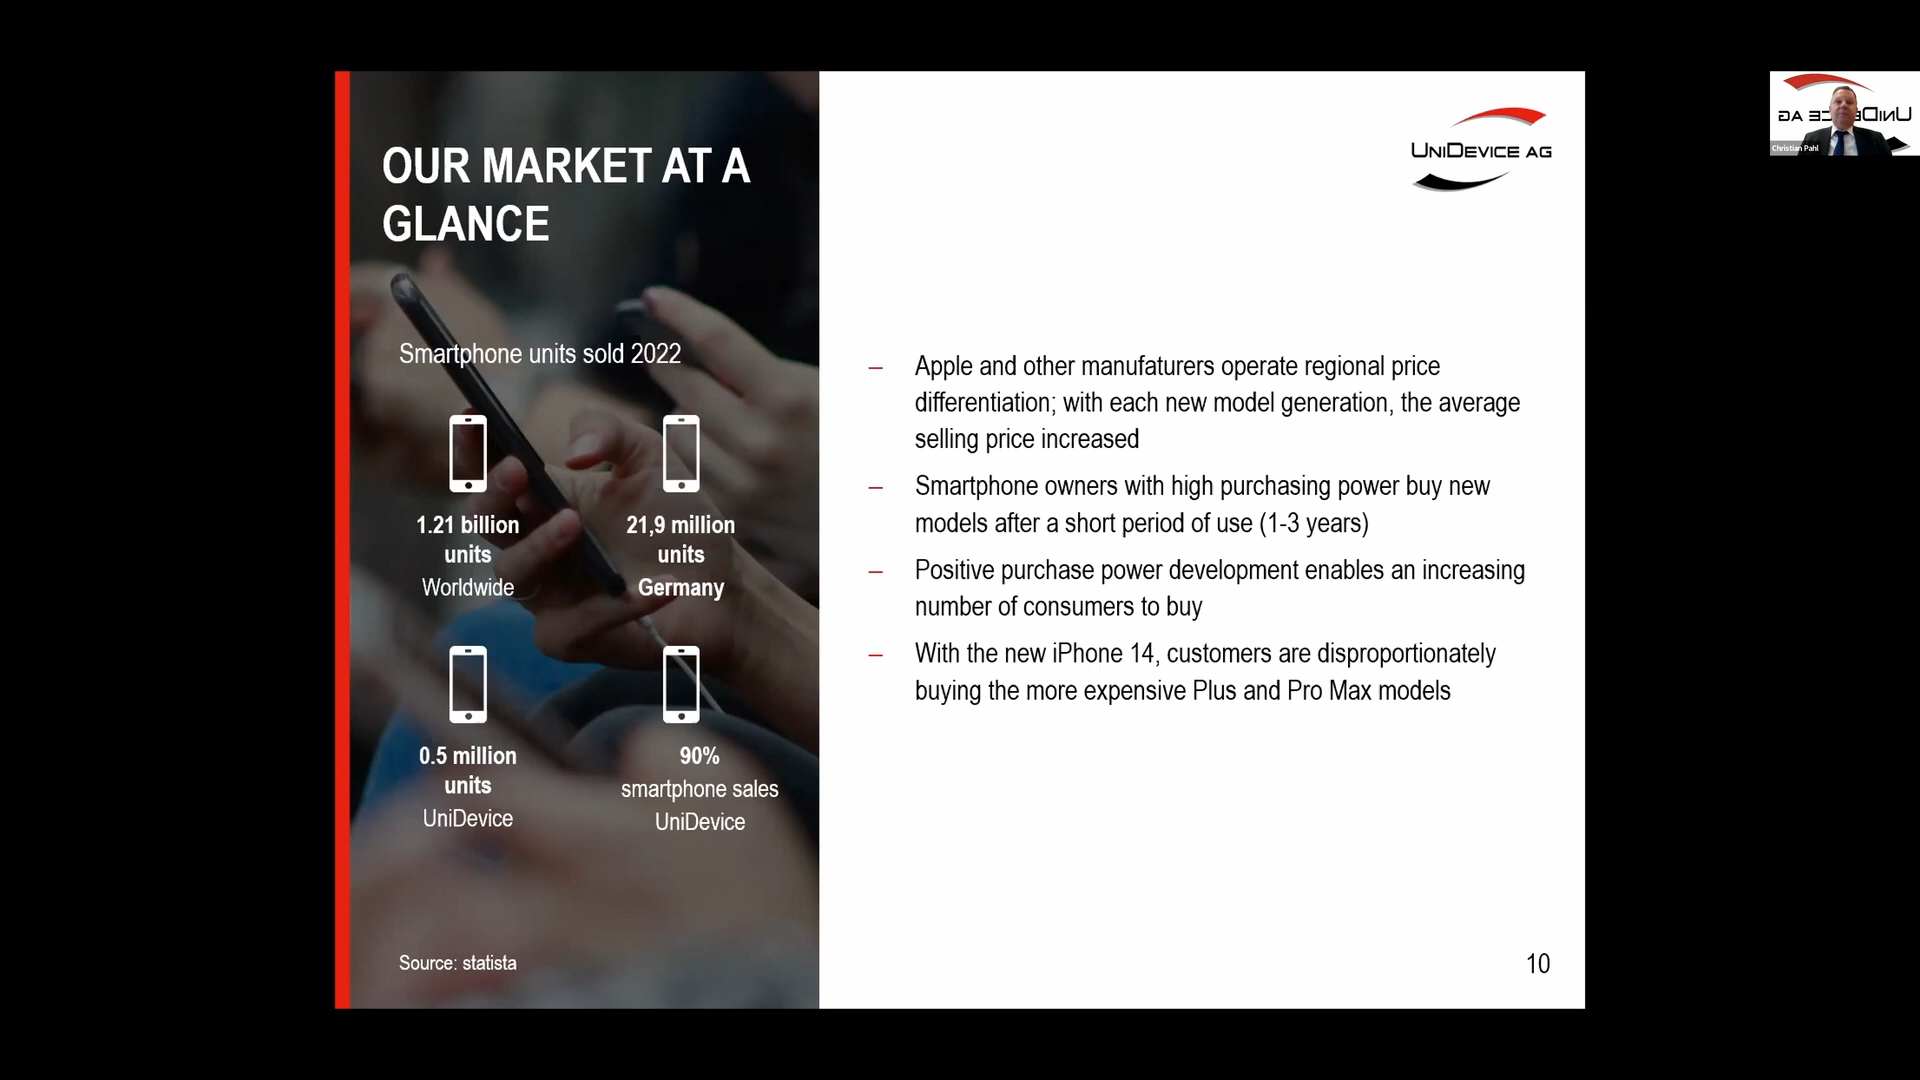 OUR MARKET AT A
GLANCE
Smartphone units sold 2022
1.21 billion
units
Worldwide
21,9 million
units
Germany
0.5 million
units
UniDevice
90%
smartphone sales
UniDevice
Source: statista
UNIDEVICE AG
– Apple and other manufaturers operate regional price
differentiation; with each new model generation, the average
selling price increased
– Smartphone owners with high purchasing power buy new
models after a short period of use (1-3 years)
– Positive purchase power development enables an increasing
number of consumers to buy
– With the new iPhone 14, customers are disproportionately
buying the more expensive Plus and Pro Max models
10
Christian Pahl